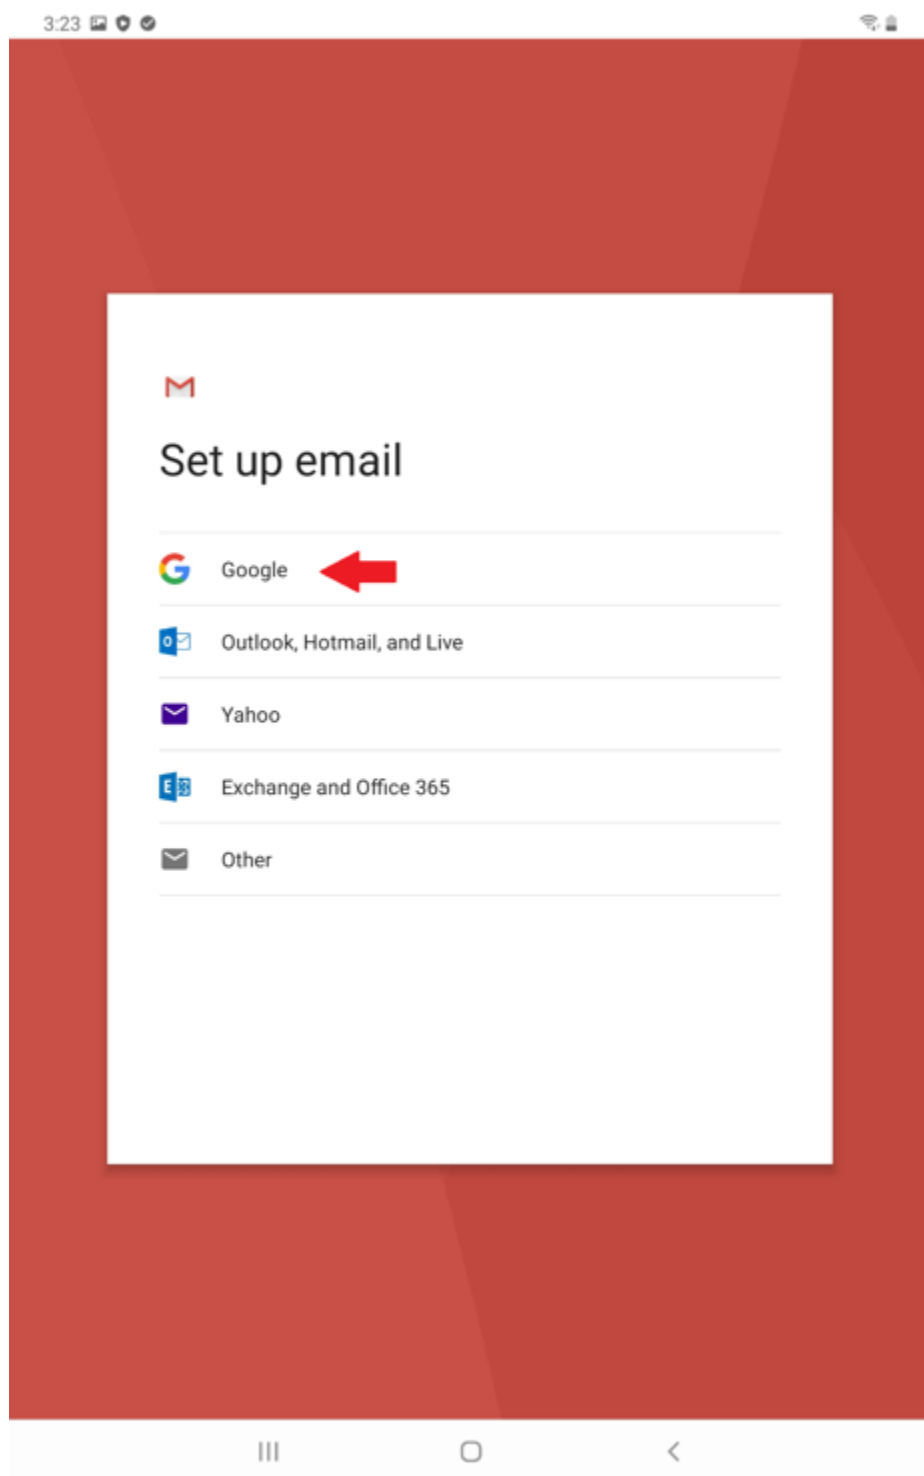 3:23
Set up email
Google
Outlook, Hotmail, and Live
Yahoo
Exchange and Office 365
Other